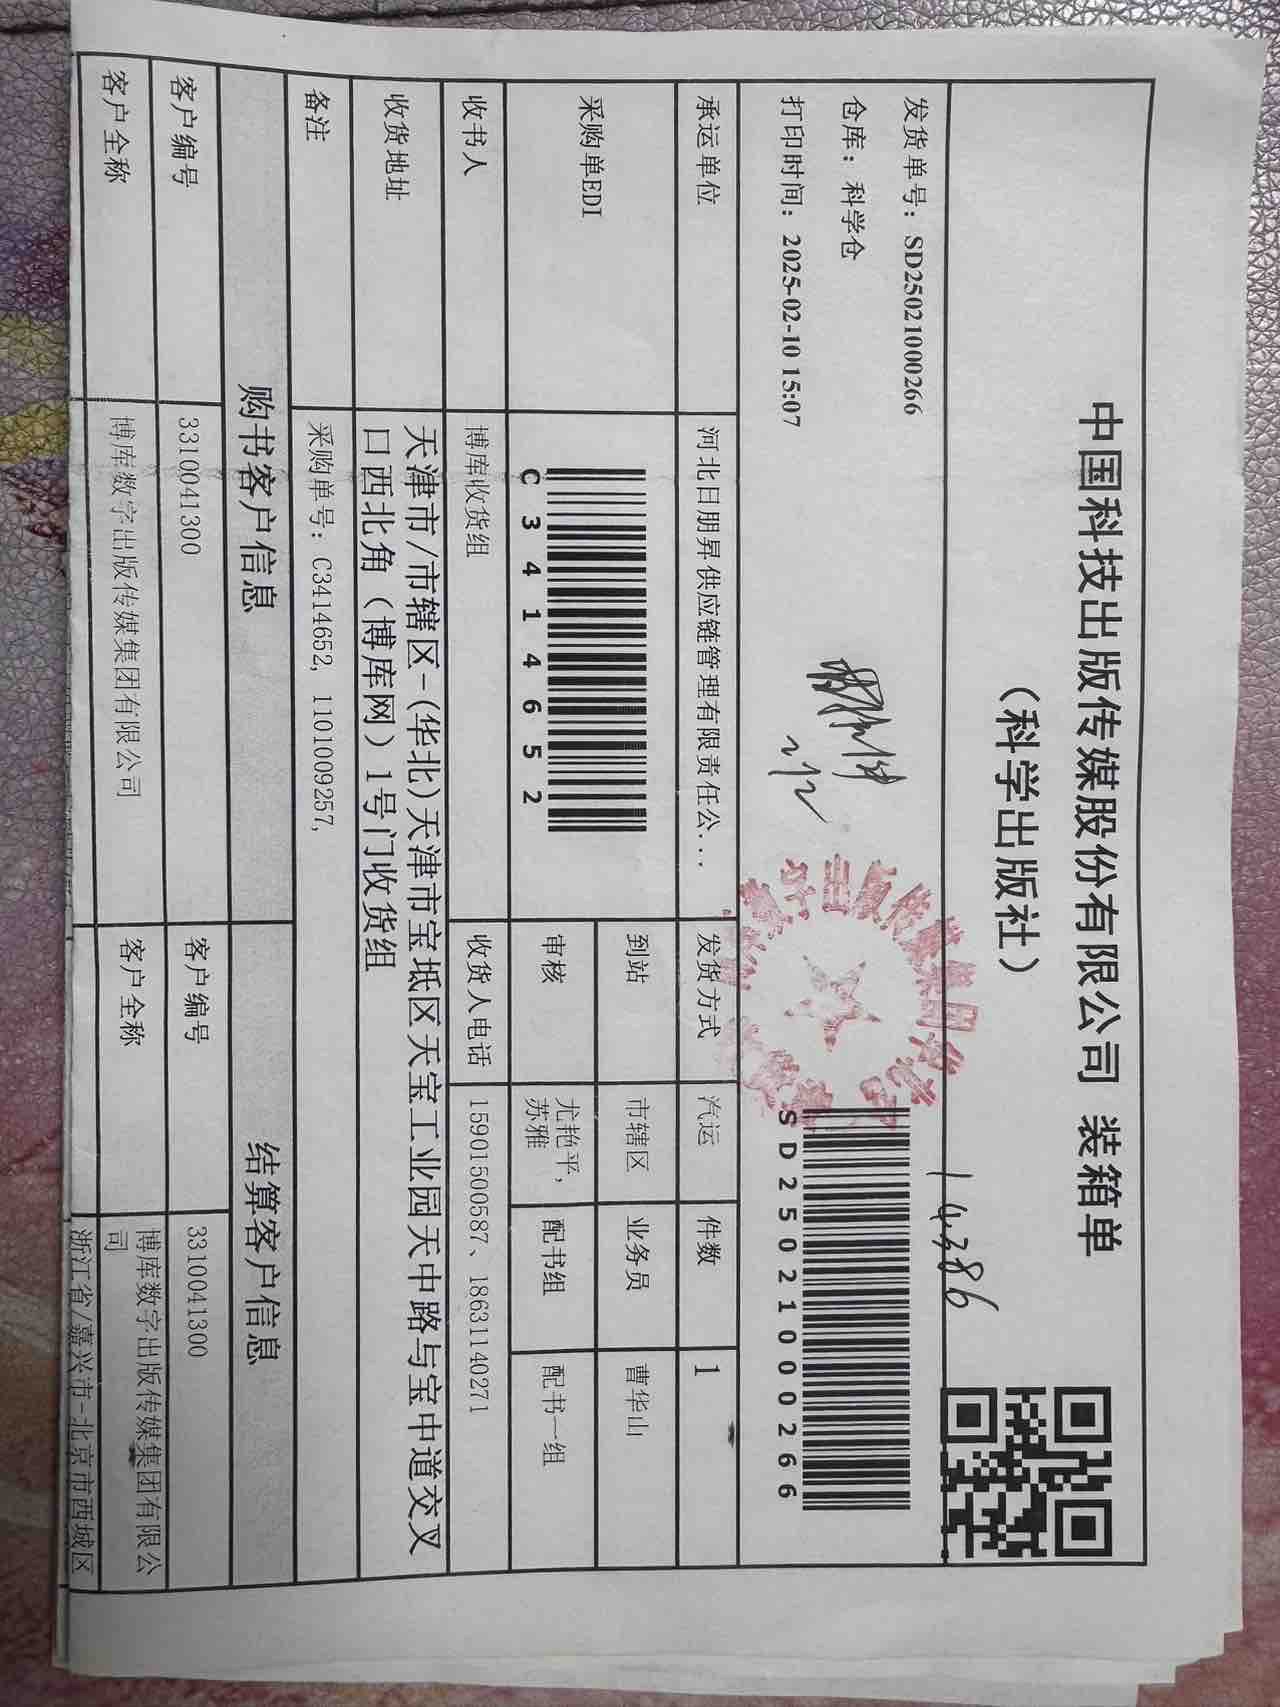 中国科技出版传媒股份有限公司 装箱单
（科学出版社）
14386
发货单号：SD2502100026​6
仓库：科学仓
打印时间：2025-02-10 15:07
SD25021000266
承运单位 河北日朋昇供应链管理有限责任公... 发货方式 汽运 件数 1
采购单EDI
C3414652
到站 市辖区 业务员 曹华山
审核 尤艳平，苏雅 配书组 配书一组
收书人 博库收货组 收货人电话 15901500587、18631140271
收货地址 天津市/市辖区-(华北)天津市宝坻区天宝工业园天中路与宝中道交叉
口西北角（博库网）1号门收货组
备注 采购单号：C3414652, 1101009257,
购书客户信息 结算客户信息
客户编号 3310041300 客户编号 3310041300
客户全称 博库数字出版传媒集团有限公司 客户全称 博库数字出版传媒集团有限公
司
浙江省/嘉兴市-北京市西城区